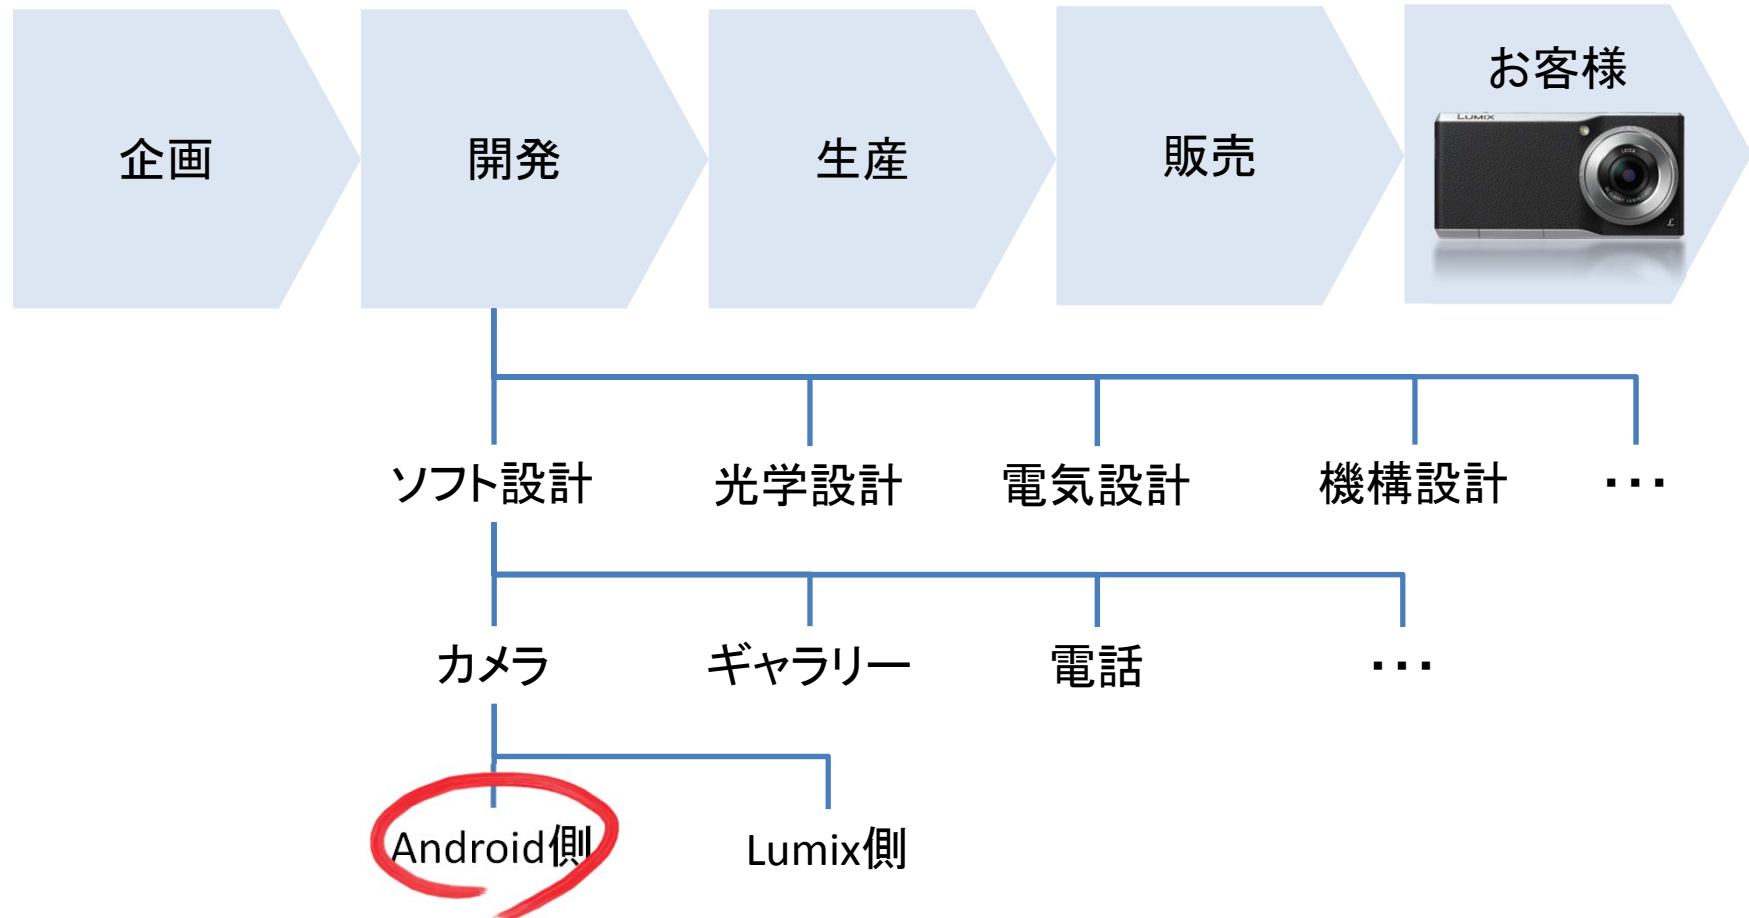 企画
開発
生産
販売
お客様
LUMIX
LEICA
ソフト設計
光学設計
電気設計
機構設計
・・・
カメラ
ギャラリー
電話
・・・
Android側
Lumix側